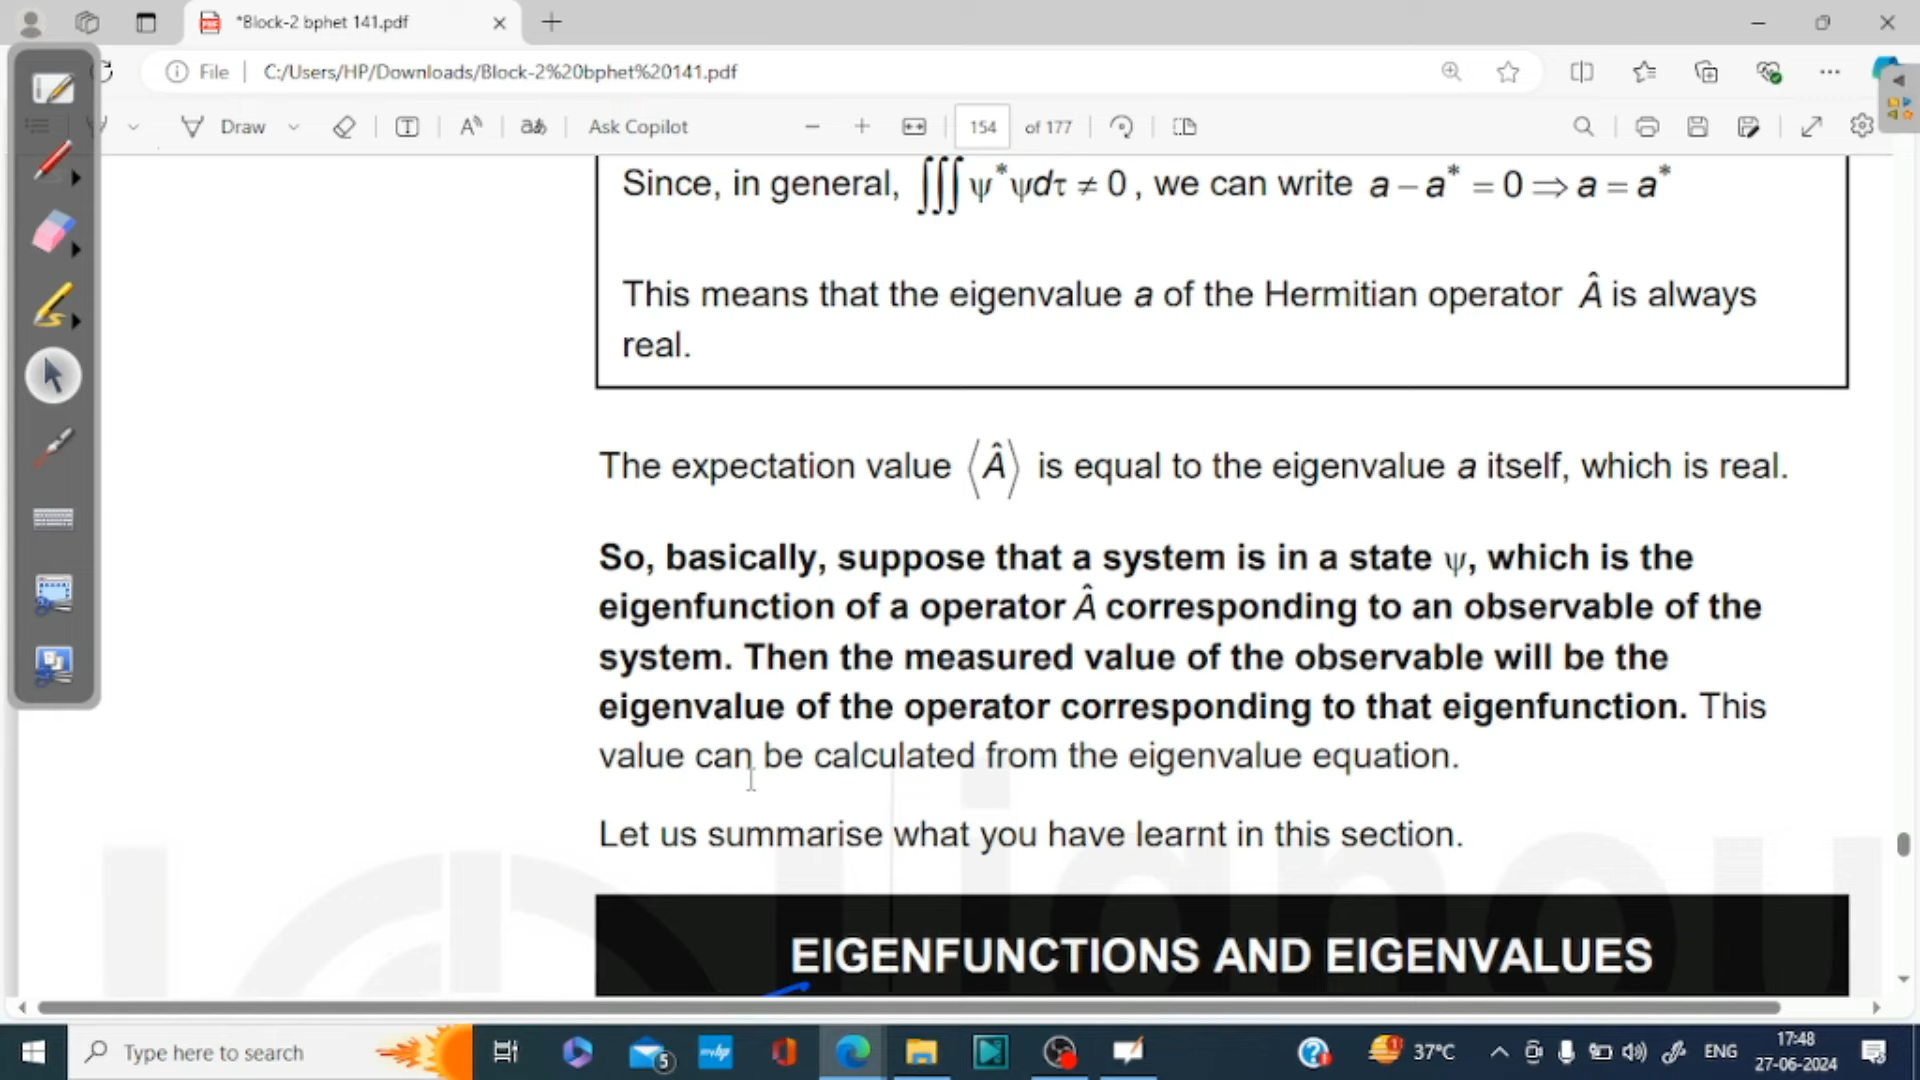 *Block-2 bphet 141.pdf
File C:/Users/HP/Downloads/Block-2%20bphet%20141.pdf
Draw Ask Copilot 154 of 177
Since, in general, ∭ψ*ψdτ ≠ 0, we can write a − a* = 0 ⇒ a = a*
This means that the eigenvalue a of the Hermitian operator Â is always
real.
The expectation value ⟨Â⟩ is equal to the eigenvalue a itself, which is real.
So, basically, suppose that a system is in a state ψ, which is the
eigenfunction of a operator Â corresponding to an observable of the
system. Then the measured value of the observable will be the
eigenvalue of the operator corresponding to that eigenfunction. This
value can be calculated from the eigenvalue equation.
Let us summarise what you have learnt in this section.
EIGENFUNCTIONS AND EIGENVALUES
ignou
Type here to search
5
37°C
ENG
17:48
27-06-2024